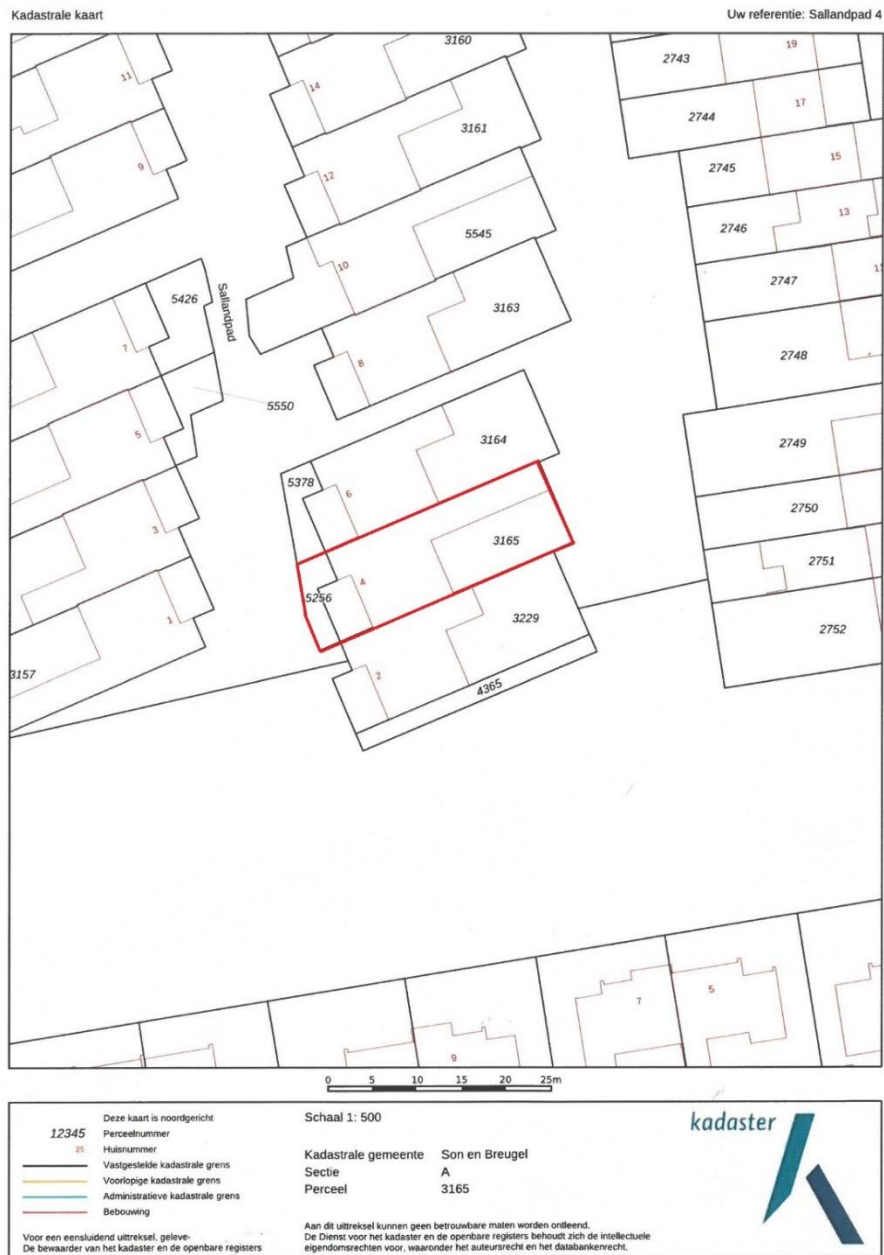 Kadastrale kaart
Uw referentie: Sallandpad 4
3160
2743
19
11
14
2744
17
3161
9
12
2745
15
2746
13
5545
10
2747
11
5426
Sallandpad
3163
7
8
2748
5550
5
3164
2749
5378
6
2750
3
3165
4
2751
5256
1
3229
2752
3157
2
4365
7
5
9
0 5 10 15 20 25m
Deze kaart is noordgericht
12345 Perceelnummer
25 Huisnummer
Vastgestelde kadastrale grens
Voorlopige kadastrale grens
Administratieve kadastrale grens
Bebouwing
Voor een eensluidend uittreksel, geleve-
De bewaarder van het kadaster en de openbare registers
Schaal 1: 500
Kadastrale gemeente Son en Breugel
Sectie A
Perceel 3165
Aan dit uittreksel kunnen geen betrouwbare maten worden ontleend.
De Dienst voor het kadaster en de openbare registers behoudt zich de intellectuele
eigendomsrechten voor, waaronder het auteursrecht en het databankenrecht.
kadaster